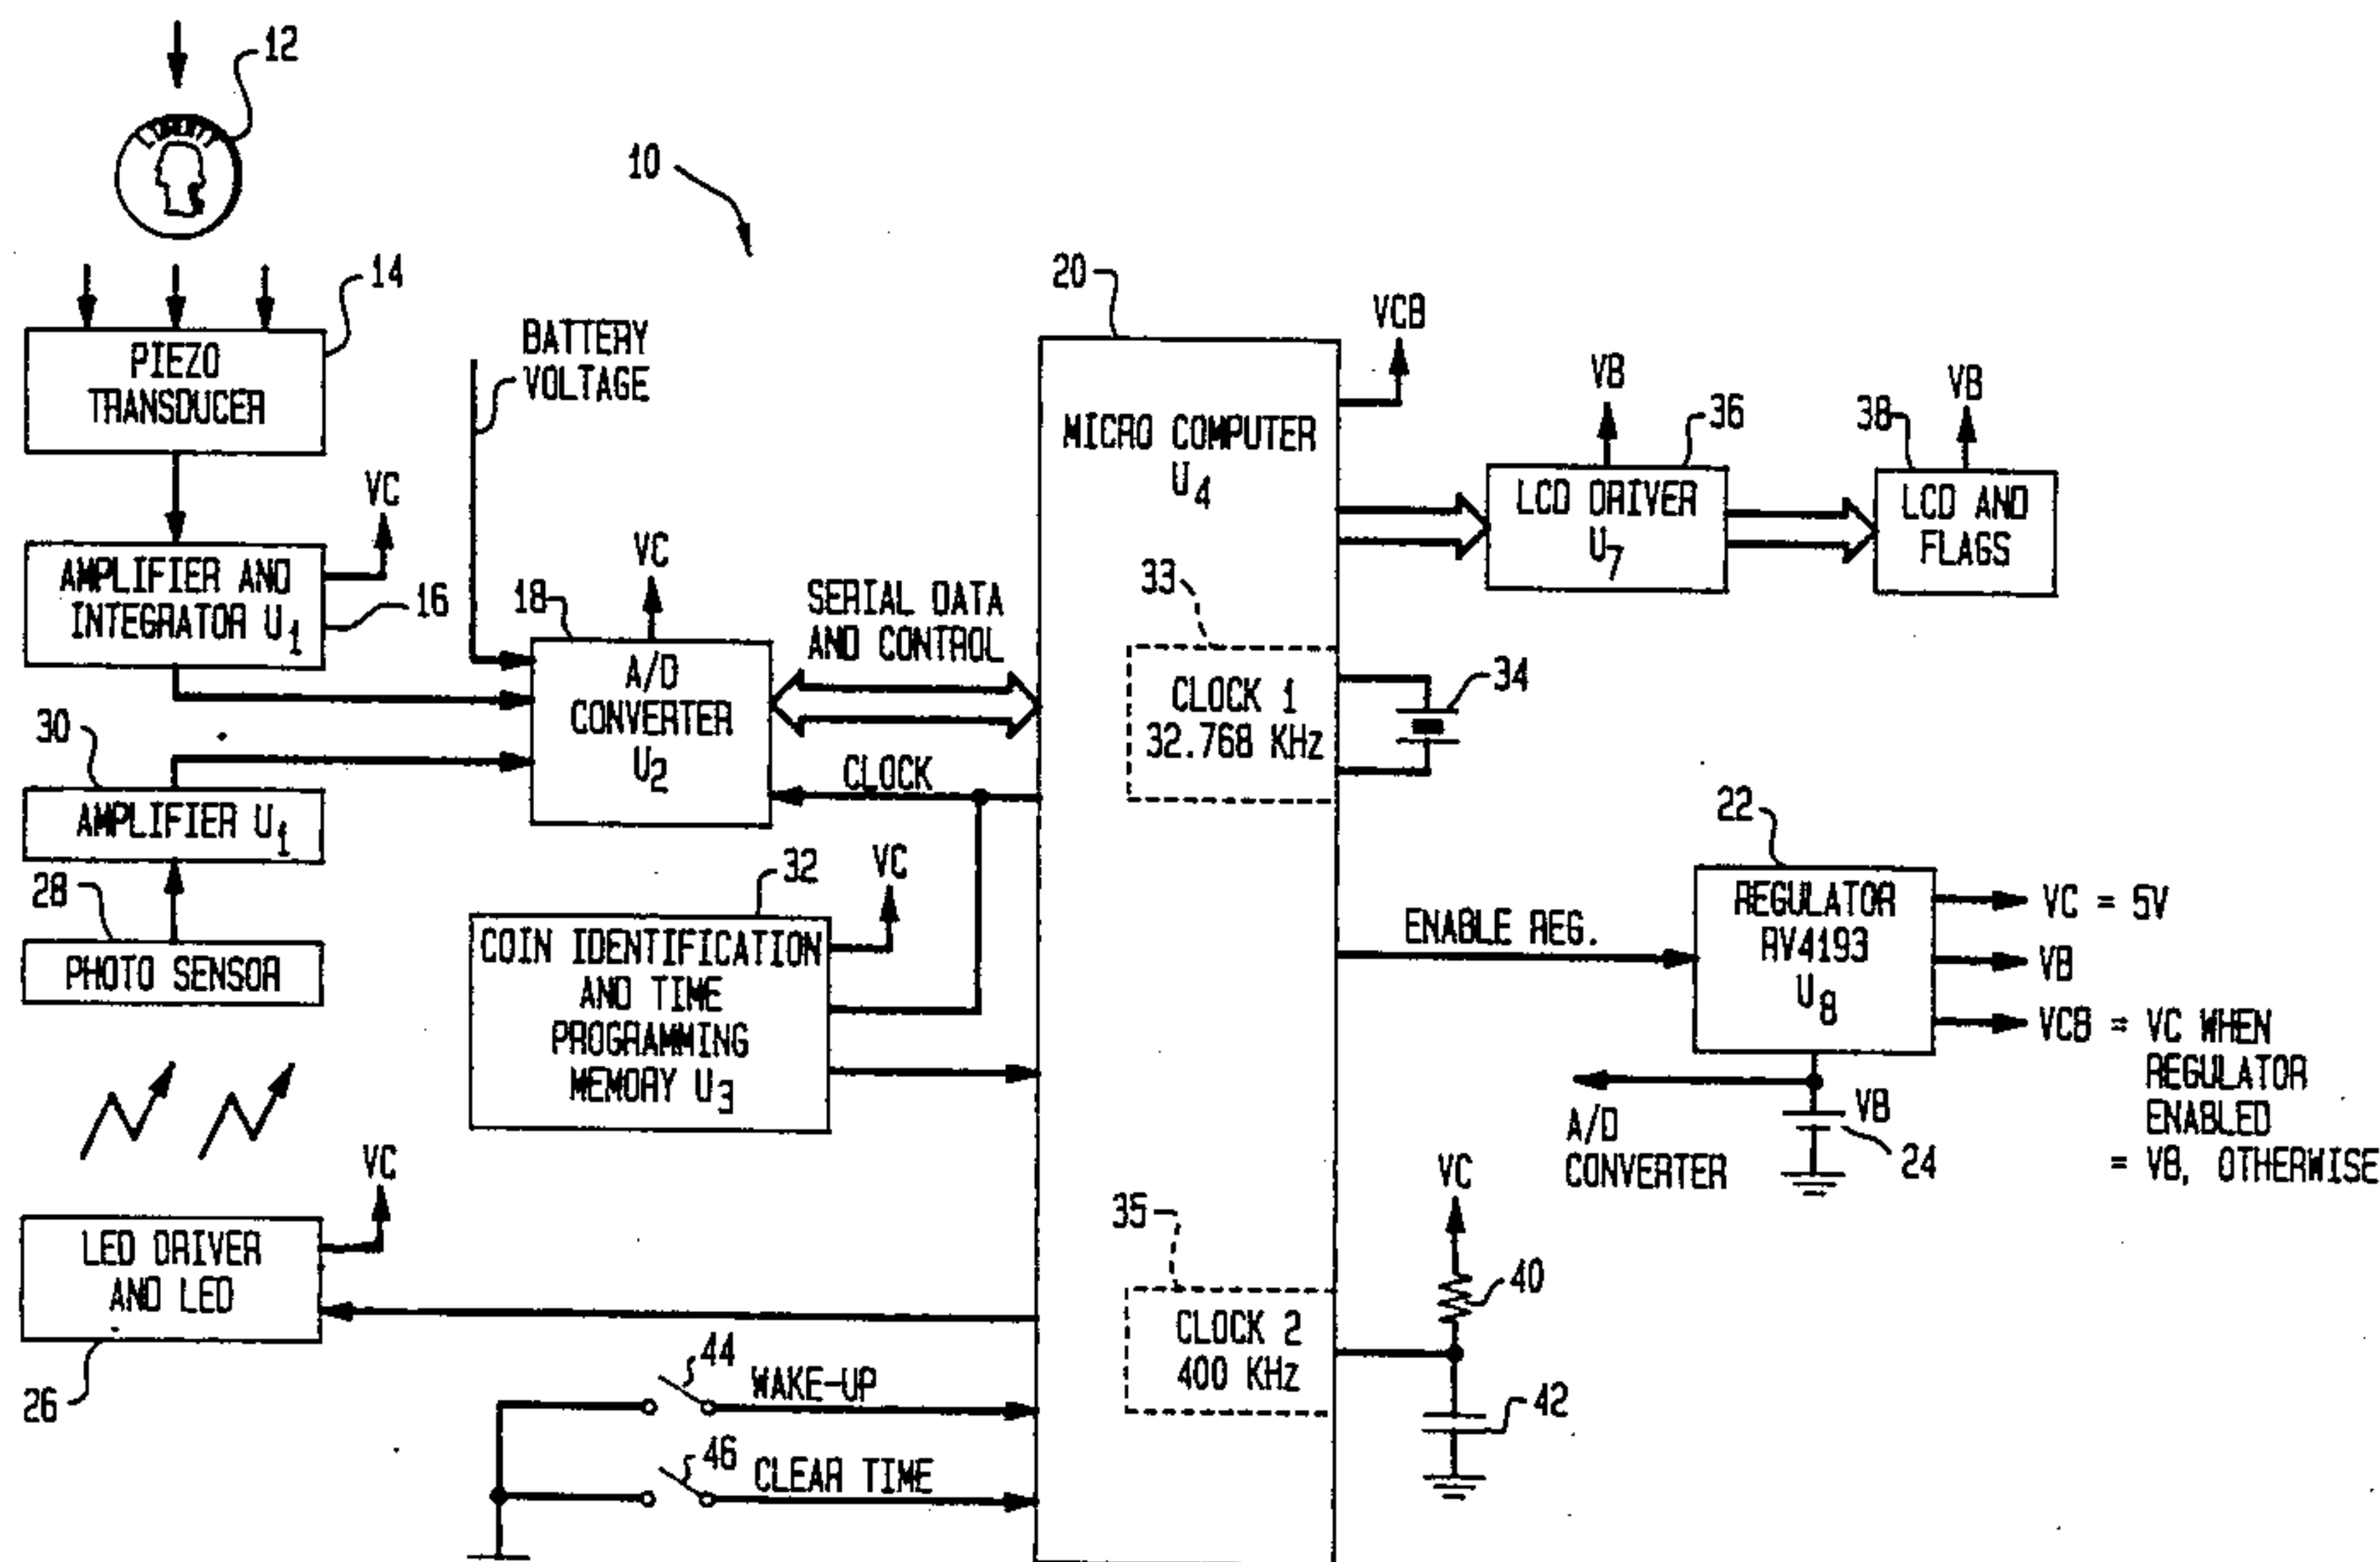 12
10
14
PIEZO
TRANSDUCER
BATTERY
VOLTAGE
VC
AMPLIFIER AND
INTEGRATOR U1
16
18
VC
A/D
CONVERTER
U2
SERIAL DATA
AND CONTROL
CLOCK
30
AMPLIFIER U1
28
PHOTO SENSOR
32
VC
COIN IDENTIFICATION
AND TIME
PROGRAMMING
MEMORY U3
VC
LED DRIVER
AND LED
26
44
WAKE-UP
46
CLEAR TIME
20
MICRO COMPUTER
U4
VCB
33
CLOCK 1
32.768 KHz
34
35
CLOCK 2
400 KHz
VB
36
LCD DRIVER
U7
VB
38
LCD AND
FLAGS
22
ENABLE REG.
REGULATOR
RV4193
U8
VC = 5V
VB
VCB = VC WHEN
REGULATOR
ENABLED
= VB, OTHERWISE
A/D
CONVERTER
VB
24
VC
40
42